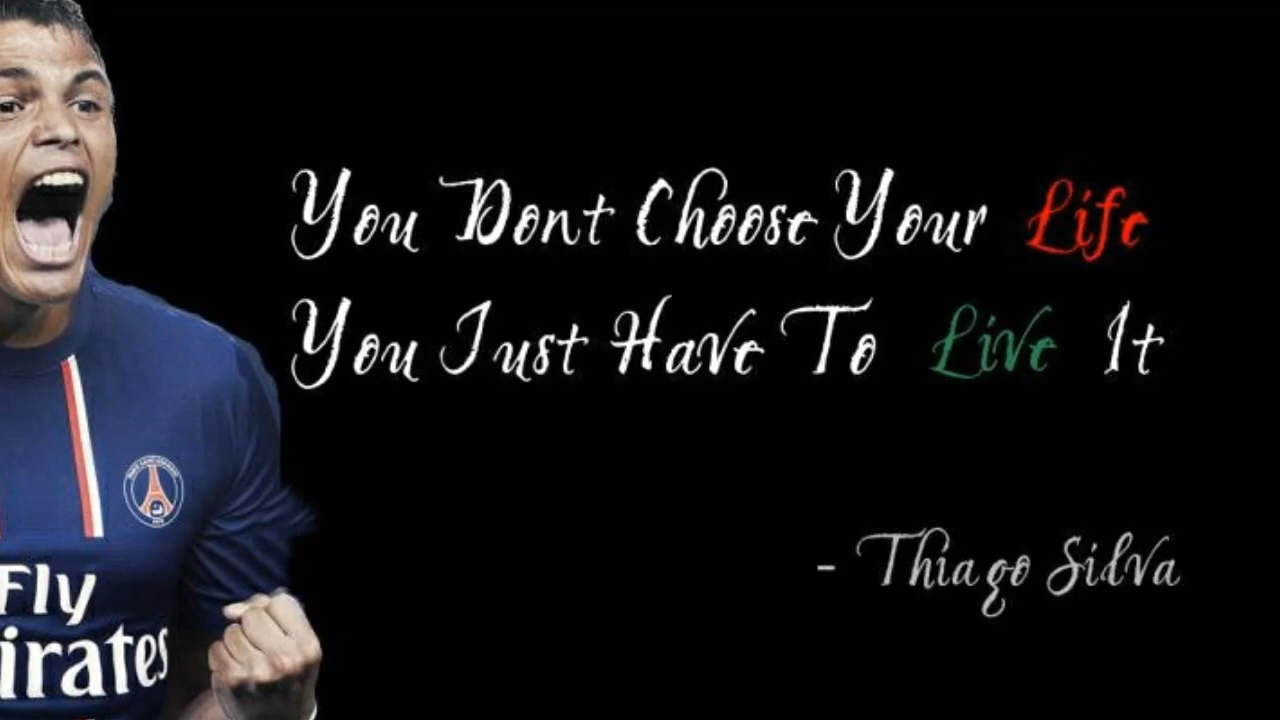 You Dont Choose Your Life
You Just Have To Live It
- Thiago Silva
Fly
irates